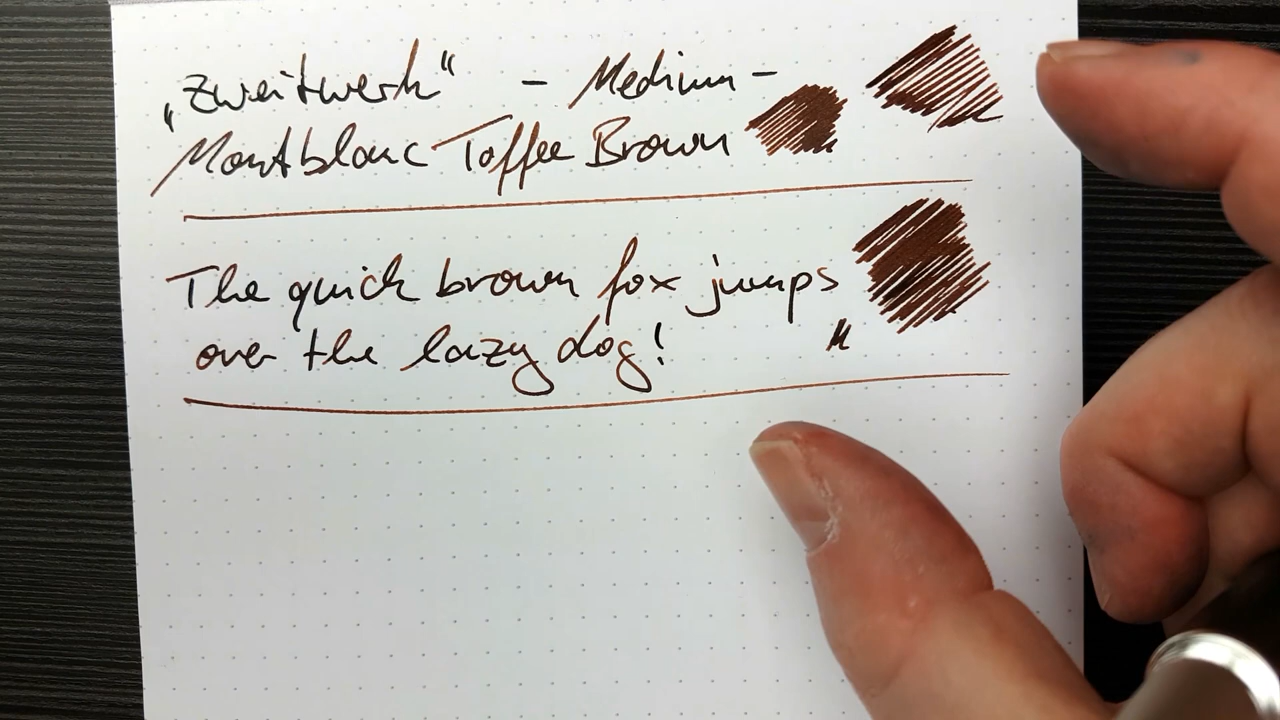 „Zweitwerk“ - Medium -
Montblanc Toffee Brown
The quick brown fox jumps
over the lazy dog!